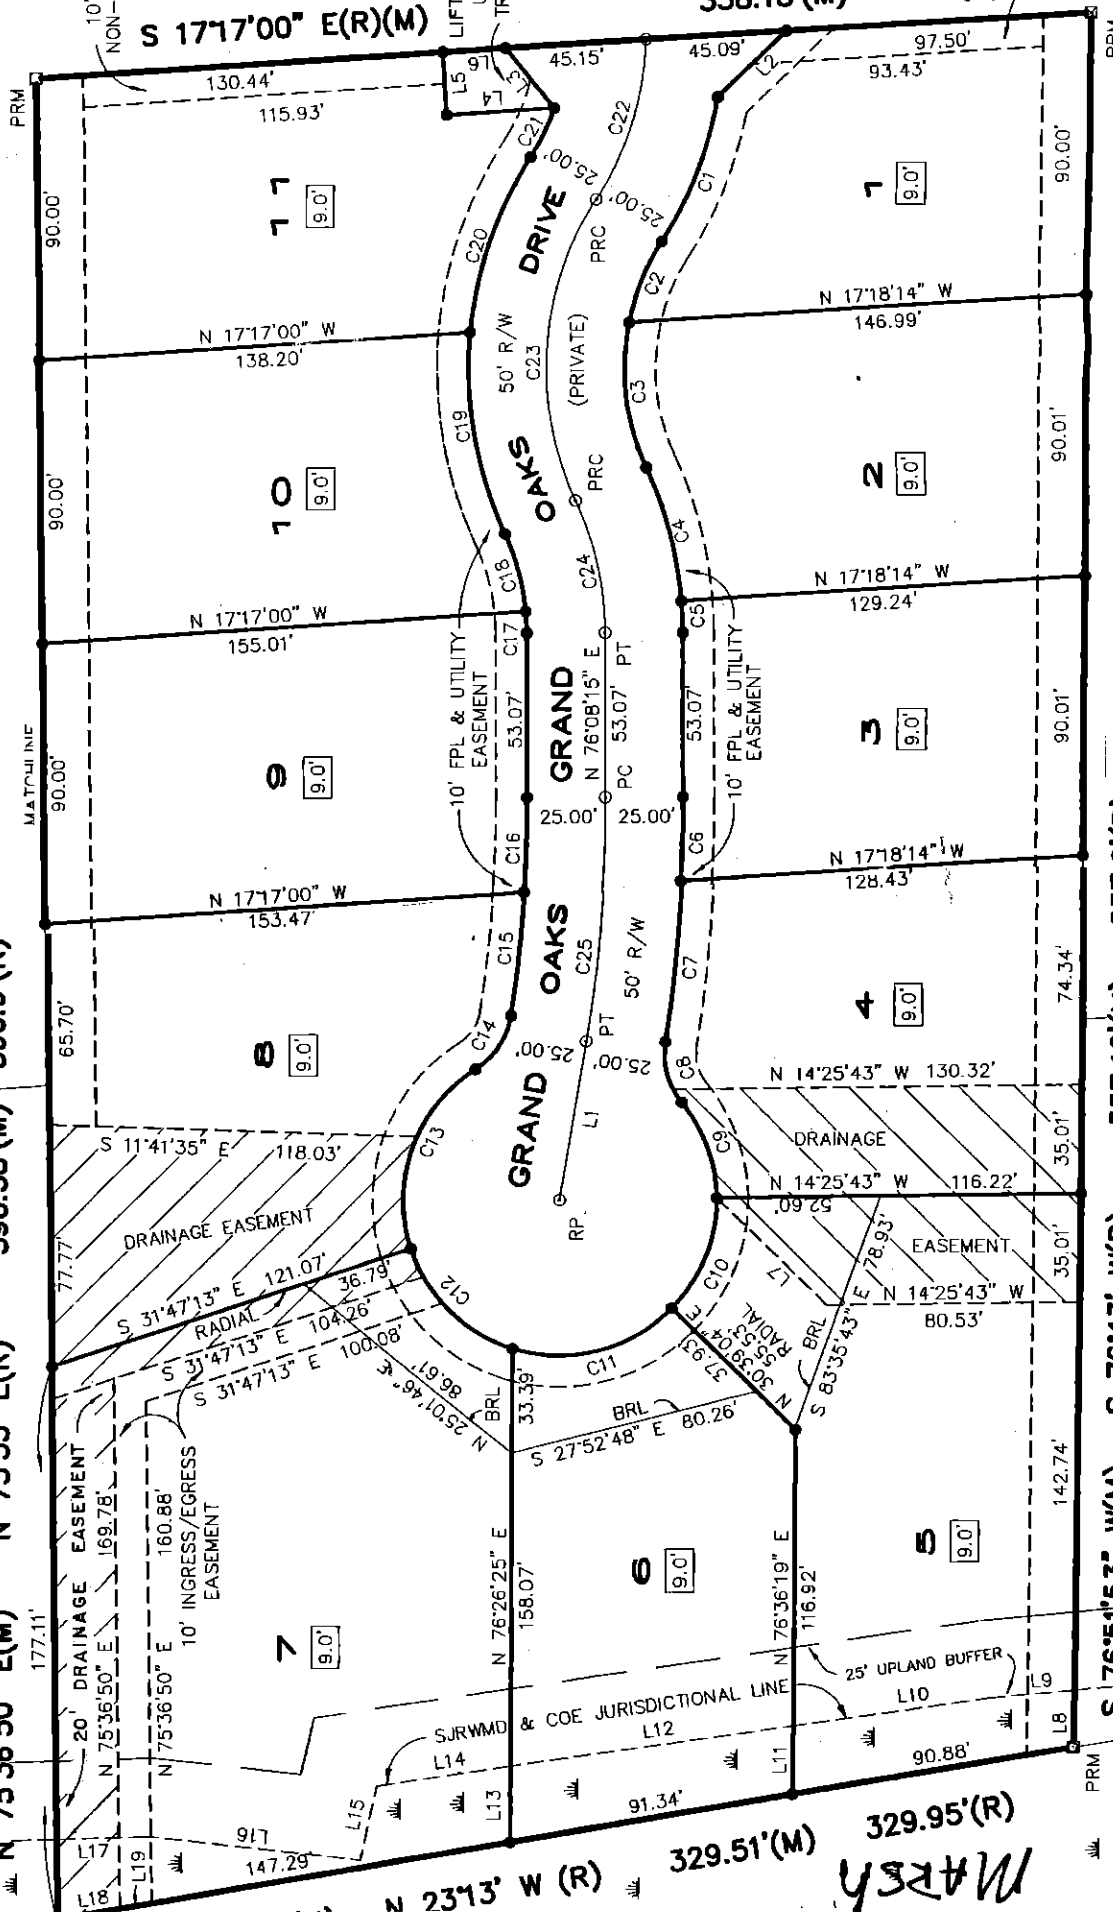 S 17°17'00" E(R)(M)
10'
NON-
LIFT
PRM
130.44'
115.93'
L5
L6
L4
L3
45.15'
45.09'
L2
97.50'
93.43'
PRM
90.00'
11
9.0'
C21
C22
25.00'
25.00'
C1
1
9.0'
90.00'
C20
DRIVE
PRC
C2
N 17°17'00" W
138.20'
50' R/W
C23
(PRIVATE)
N 17°18'14" W
146.99'
C19
C3
90.00'
10
9.0'
OAKS
PRC
2
9.0'
90.01'
C18
C24
C4
N 17°17'00" W
155.01'
C17
C5
N 17°18'14" W
129.24'
10' FPL & UTILITY
EASEMENT
53.07'
GRAND
N 76°08'15" E
53.07'
PT
PC
53.07'
10' FPL & UTILITY
EASEMENT
MATCHLINE
90.00'
9
9.0'
3
9.0'
90.01'
25.00'
25.00'
C16
C6
N 17°17'00" W
153.47'
N 17°18'14" W
128.43'
65.70'
8
9.0'
C15
OAKS
C25
50' R/W
C7
4
9.0'
74.34'
C14
PT
25.00'
25.00'
C8
N 14°25'43" W 130.32'
GRAND
L1
RP
C13
C9
S 11°41'35" E 118.03'
DRAINAGE EASEMENT
77.77'
DRAINAGE
35.01'
N 14°25'43" W 116.22'
52.60'
EASEMENT
35.01'
N 14°25'43" W
80.53'
L7
78.93'
S 83°35'43" E
BRL
S 31°47'13" E 121.07'
RADIAL
36.79'
S 31°47'13" E 104.26'
S 31°47'13" E 100.08'
C12
C11
C10
N 25°01'46" E
86.61'
BRL
33.39'
BRL
S 27°52'48" E 80.26'
N 30°39'04" E
37.93'
55.53'
RADIAL
177.11'
20' DRAINAGE EASEMENT
N 75°36'50" E 169.78'
N 75°36'50" E 160.88'
10' INGRESS/EGRESS
EASEMENT
7
9.0'
N 76°26'25" E
158.07'
6
9.0'
N 76°36'19" E
116.92'
5
9.0'
142.74'
25' UPLAND BUFFER
SJRWMD & COE JURISDICTIONAL LINE
L14
L12
L10
L9
L8
L15
L13
L11
L16
L17
L18
L19
147.29'
91.34'
90.88'
PRM
N 23°13' W (R)
329.51'(M)
329.95'(R)
MARSH